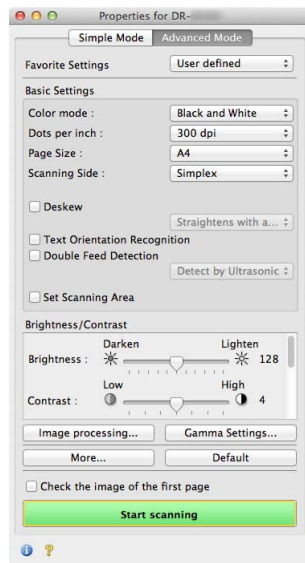 Properties for DR-
Simple Mode Advanced Mode
Favorite Settings User defined
Basic Settings
Color mode : Black and White
Dots per inch : 300 dpi
Page Size : A4
Scanning Side : Simplex
Deskew
Straightens with a...
Text Orientation Recognition
Double Feed Detection
Detect by Ultrasonic
Set Scanning Area
Brightness/Contrast
Darken Lighten
Brightness : 128
Low High
Contrast : 4
Image processing... Gamma Settings...
More... Default
Check the image of the first page
Start scanning